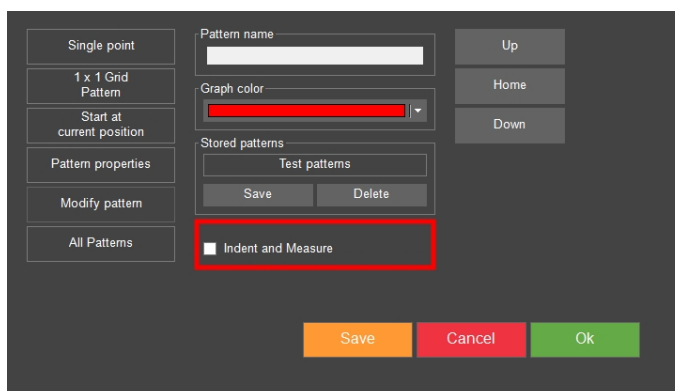 Single point
1 x 1 Grid
Pattern
Start at
current position
Pattern properties
Modify pattern
All Patterns
Pattern name
Graph color
Stored patterns
Test patterns
Save
Delete
Indent and Measure
Up
Home
Down
Save
Cancel
Ok